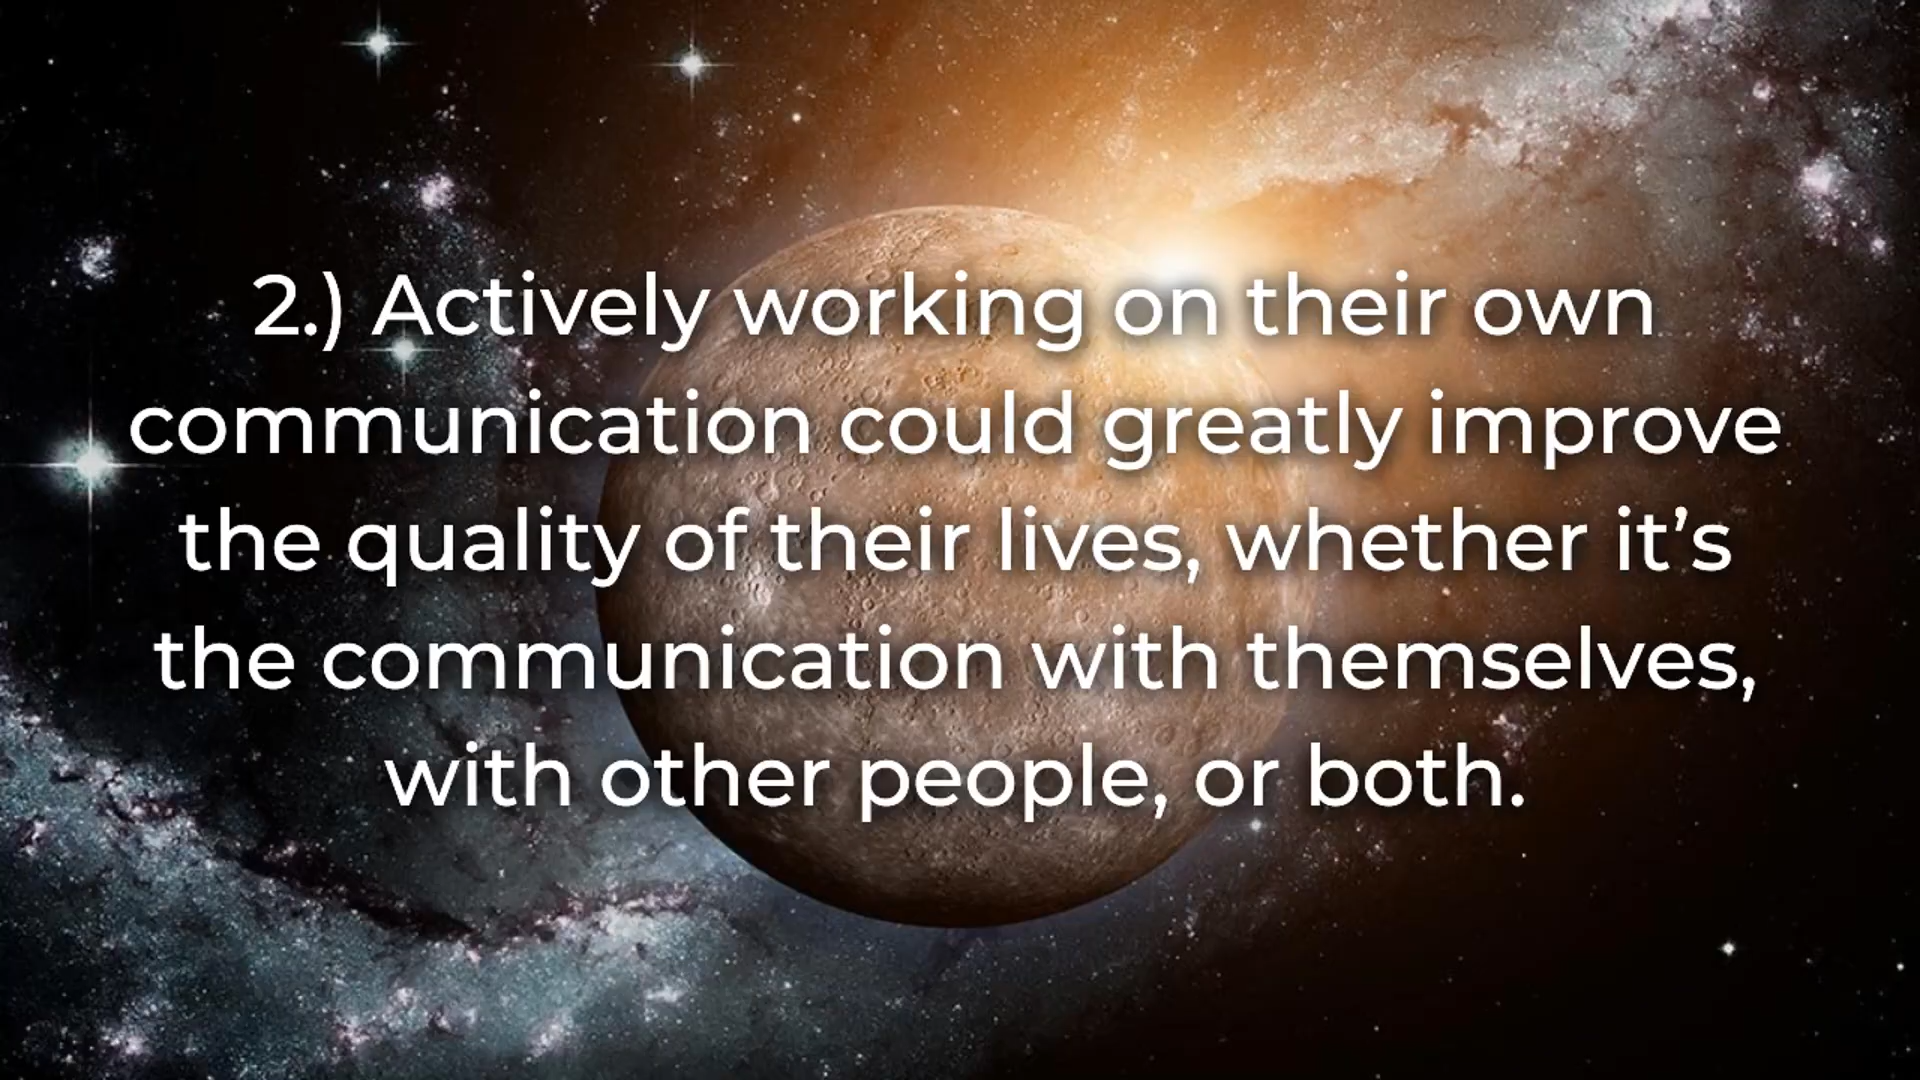 2.) Actively working on their own
communication could greatly improve
the quality of their lives, whether it’s
the communication with themselves,
with other people, or both.